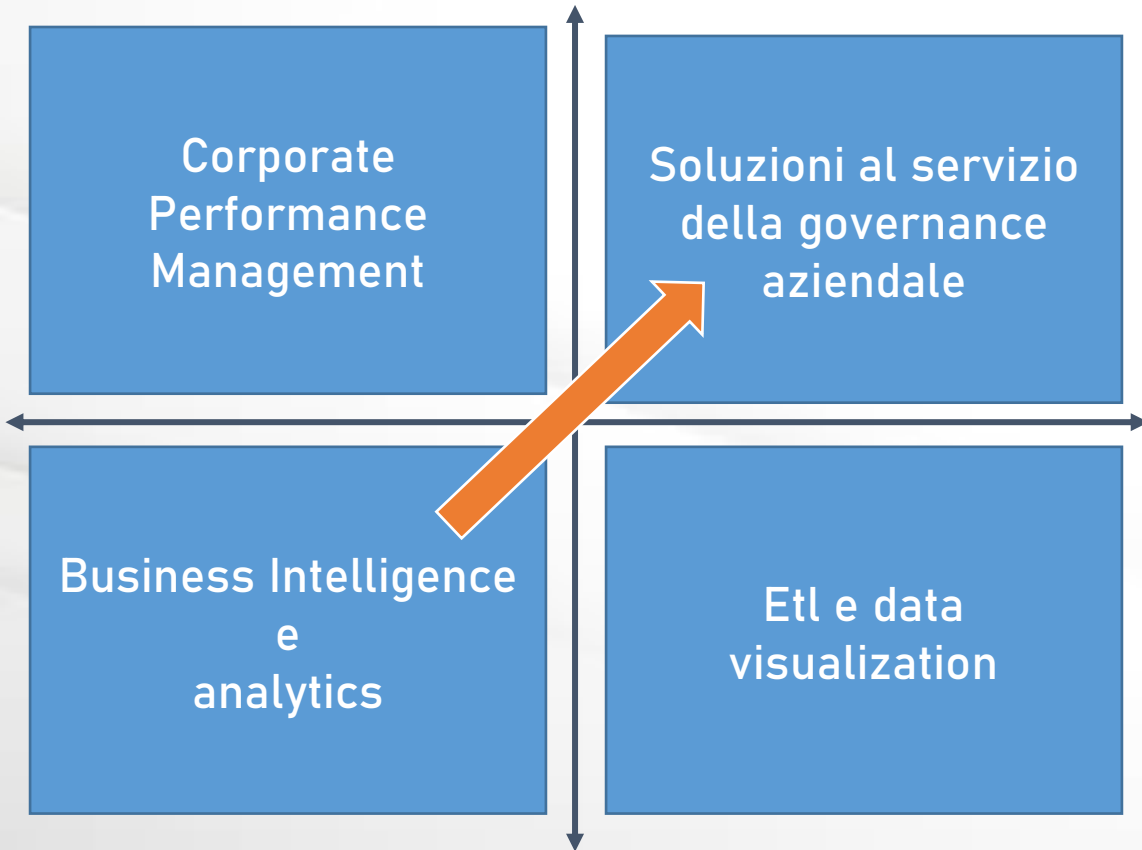 Corporate
Performance
Management
Soluzioni al servizio
della governance
aziendale
Business Intelligence
e
analytics
Etl e data
visualization